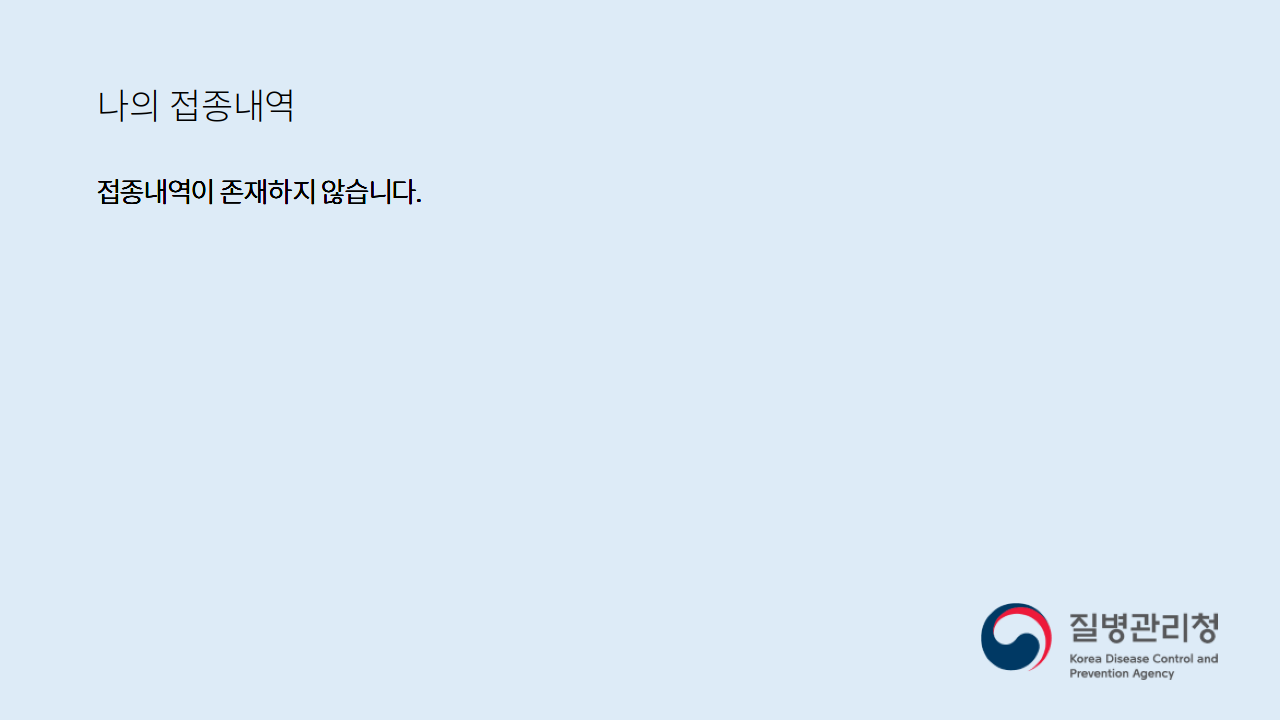 나의 접종내역
접종내역이 존재하지 않습니다.
질병관리청
Korea Disease Control and
Prevention Agency